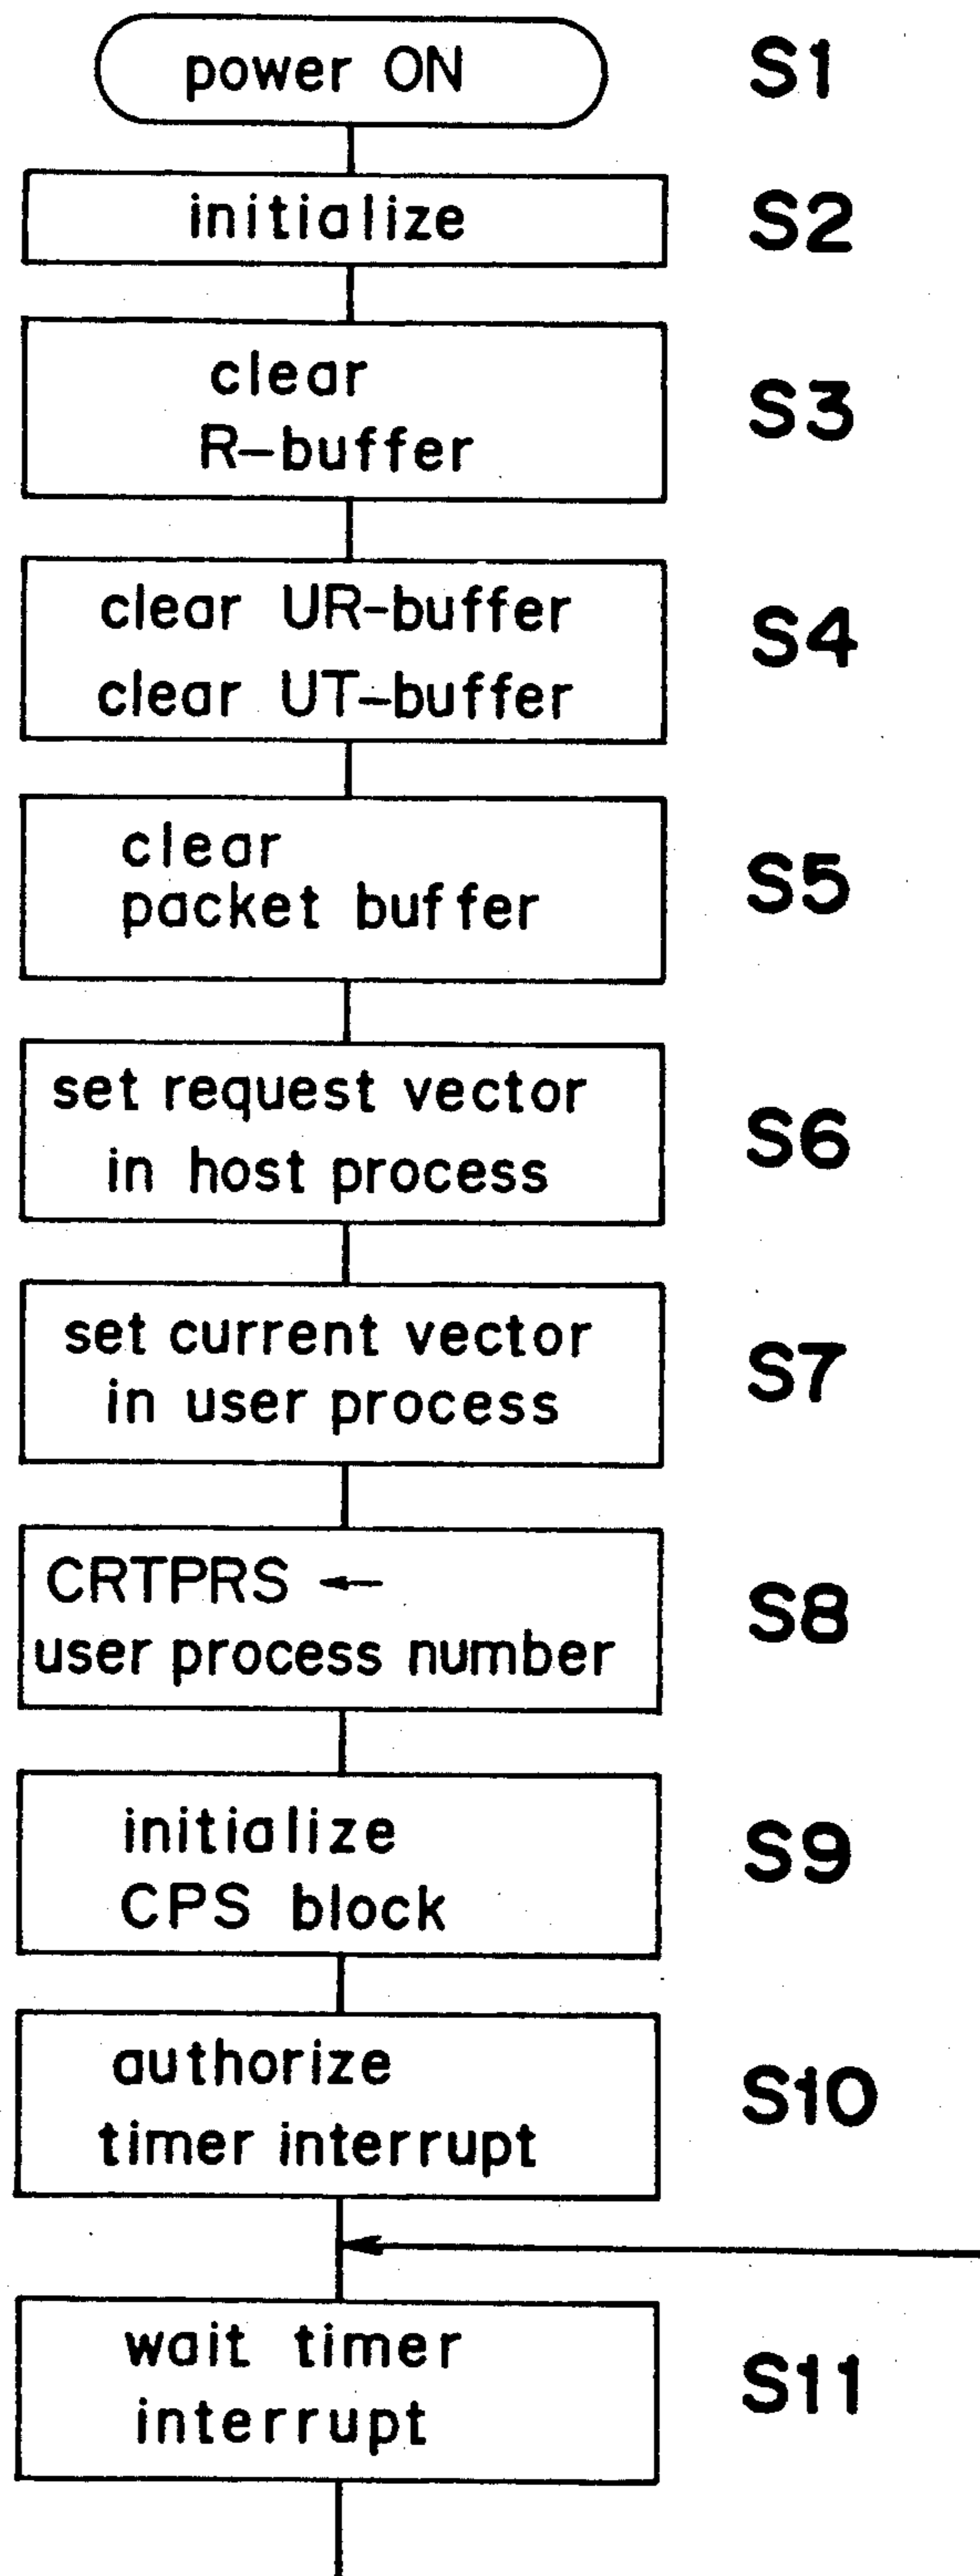 power ON S1
initialize S2
clear
R-buffer
S3
clear UR-buffer
clear UT-buffer
S4
clear
packet buffer
S5
set request vector
in host process
S6
set current vector
in user process
S7
CRTPRS ←
user process number
S8
initialize
CPS block
S9
authorize
timer interrupt
S10
wait timer
interrupt
S11